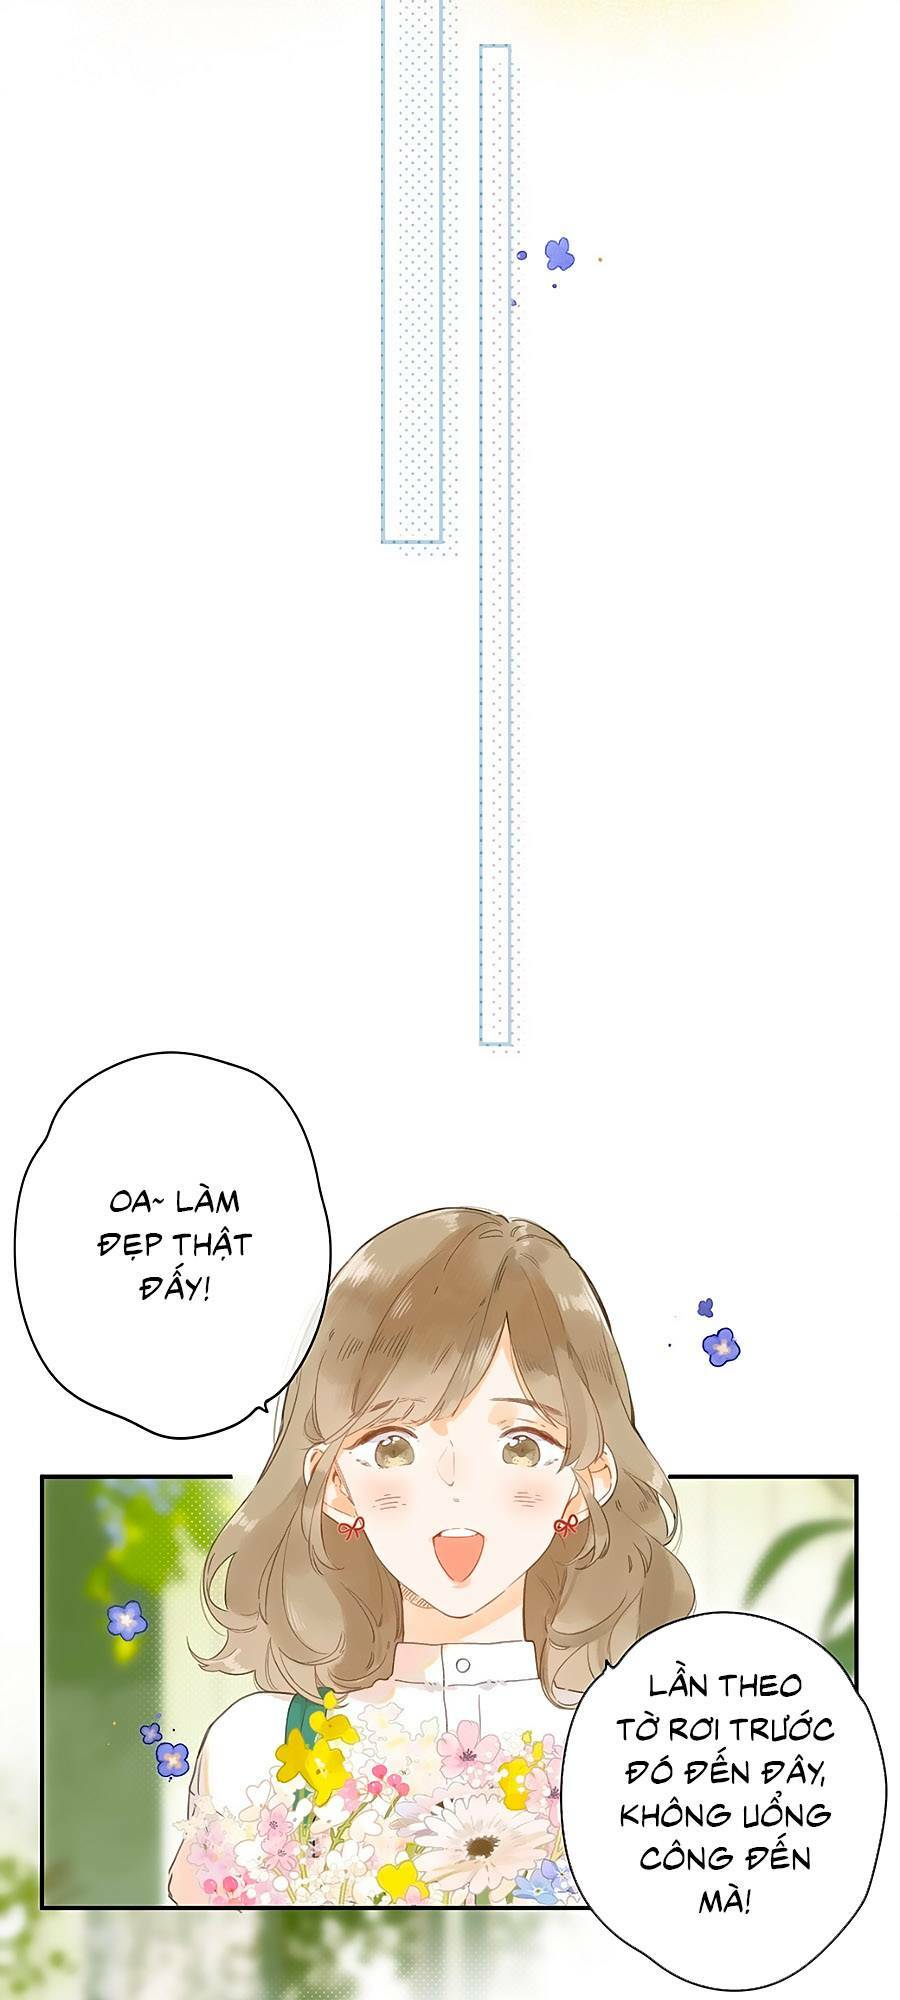 OA~ LÀM
ĐẸP THẬT
ĐẤY!
LẦN THEO
TỜ RƠI TRƯỚC
ĐÓ ĐẾN ĐÂY,
KHÔNG UỔNG
CÔNG ĐẾN
MÀ!